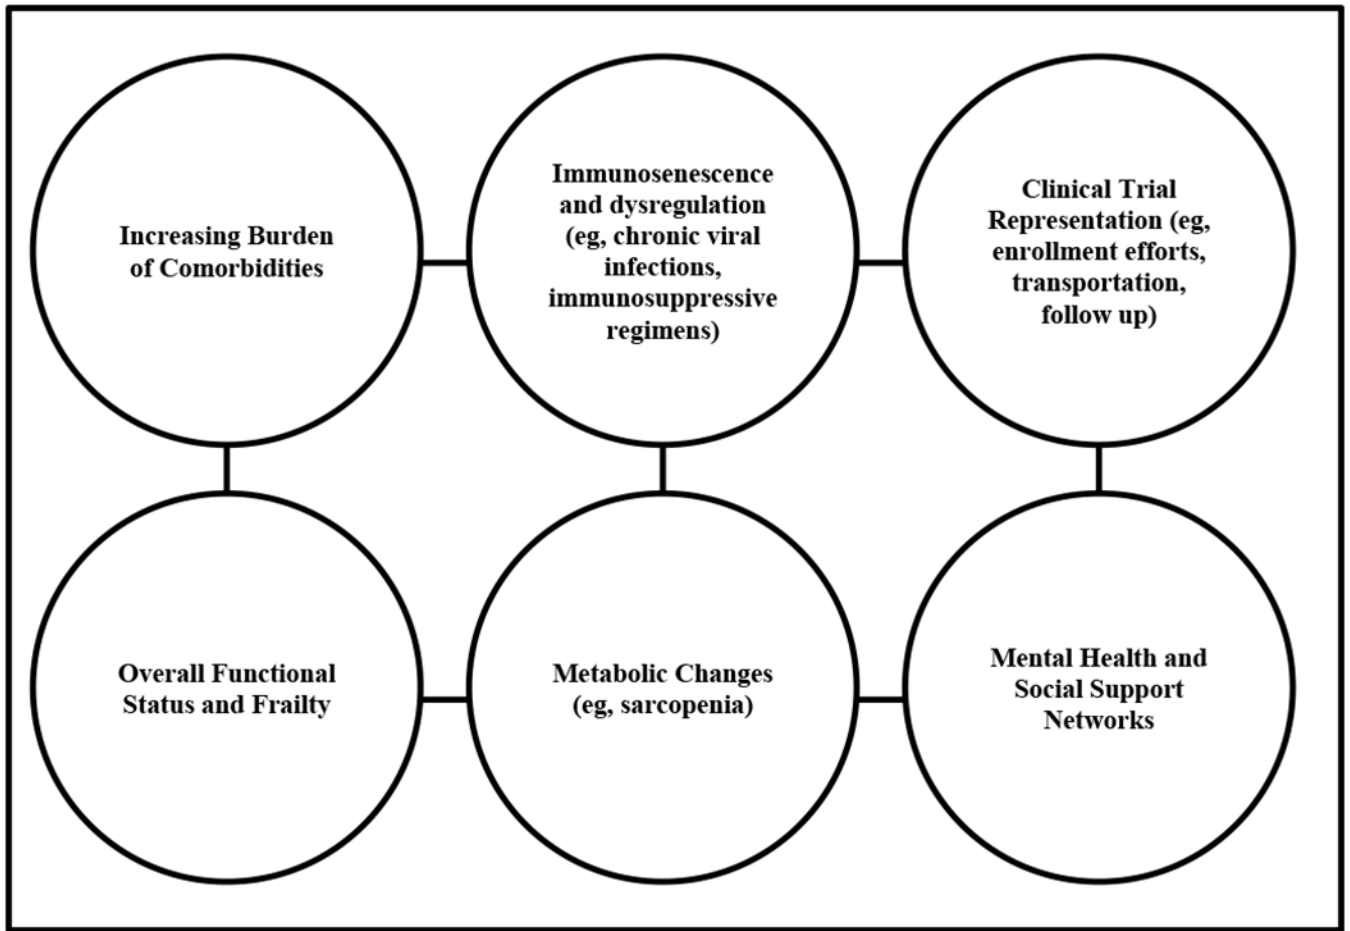 Increasing Burden
of Comorbidities
Immunosenescence
and dysregulation
(eg, chronic viral
infections,
immunosuppressive
regimens)
Clinical Trial
Representation (eg,
enrollment efforts,
transportation,
follow up)
Overall Functional
Status and Frailty
Metabolic Changes
(eg, sarcopenia)
Mental Health and
Social Support
Networks